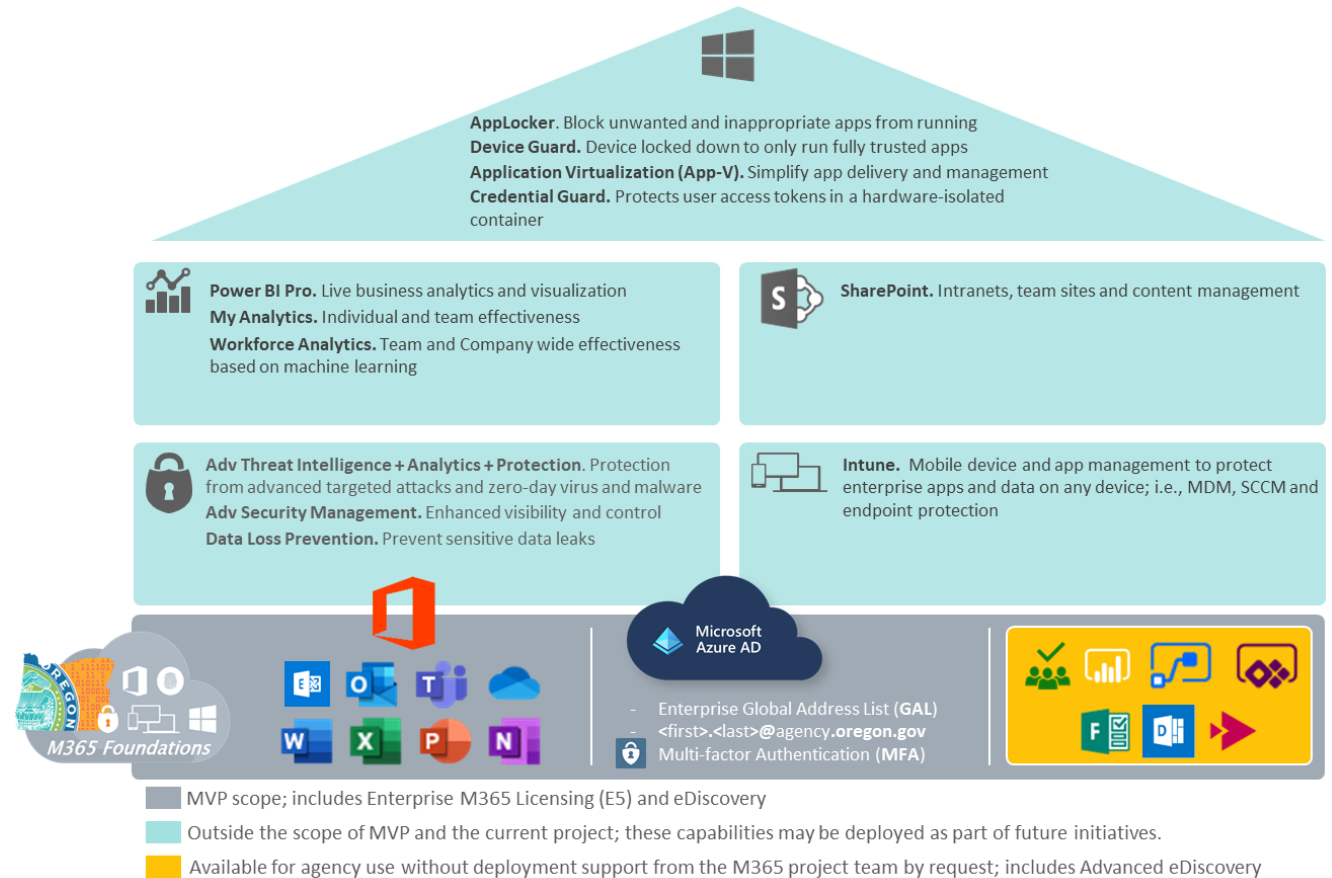 AppLocker. Block unwanted and inappropriate apps from running
Device Guard. Device locked down to only run fully trusted apps
Application Virtualization (App-V). Simplify app delivery and management
Credential Guard. Protects user access tokens in a hardware-isolated
container
Power BI Pro. Live business analytics and visualization
My Analytics. Individual and team effectiveness
Workforce Analytics. Team and Company wide effectiveness
based on machine learning
S
SharePoint. Intranets, team sites and content management
Adv Threat Intelligence + Analytics + Protection. Protection
from advanced targeted attacks and zero-day virus and malware
Adv Security Management. Enhanced visibility and control
Data Loss Prevention. Prevent sensitive data leaks
Intune. Mobile device and app management to protect
enterprise apps and data on any device; i.e., MDM, SCCM and
endpoint protection
OREGON
M365 Foundations
E
O
T
W
X
P
N
Microsoft
Azure AD
- Enterprise Global Address List (GAL)
- <first>.<last>@agency.oregon.gov
Multi-factor Authentication (MFA)
F
D
MVP scope; includes Enterprise M365 Licensing (E5) and eDiscovery
Outside the scope of MVP and the current project; these capabilities may be deployed as part of future initiatives.
Available for agency use without deployment support from the M365 project team by request; includes Advanced eDiscovery